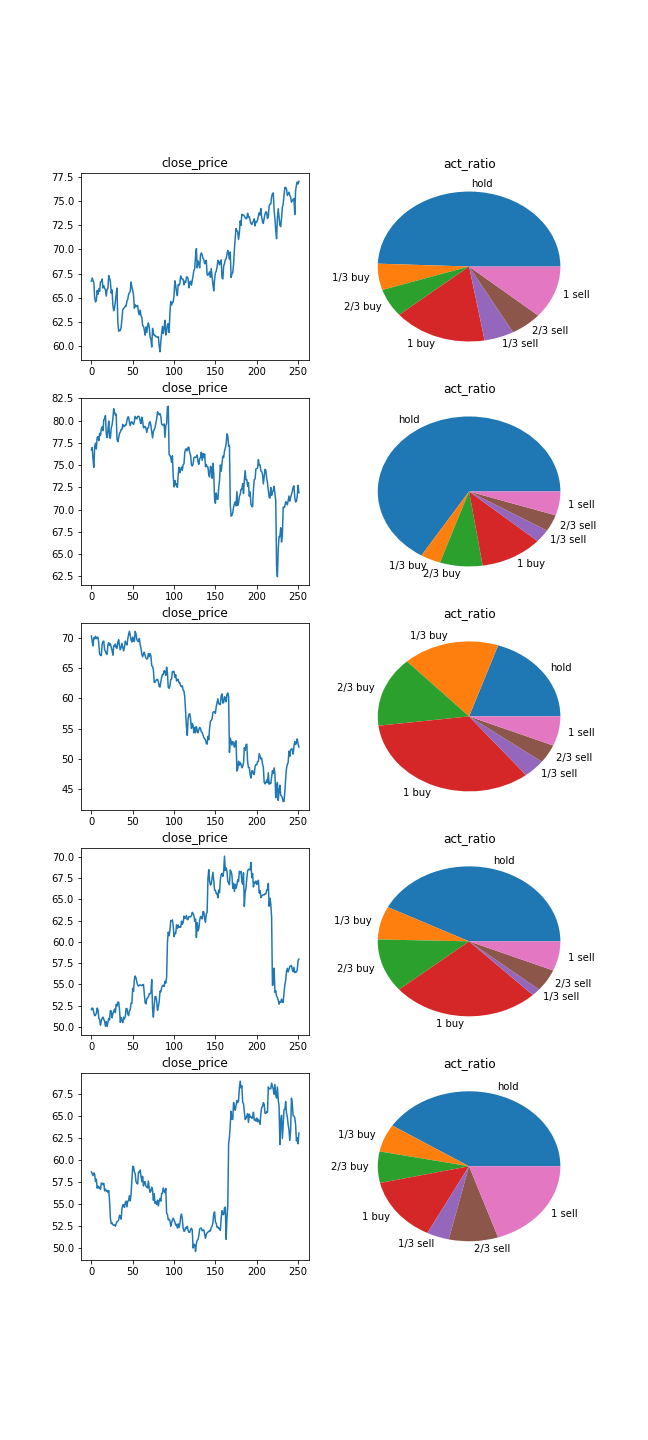 close_price
77.5
75.0
72.5
70.0
67.5
65.0
62.5
60.0
0 50 100 150 200 250
act_ratio
hold
1/3 buy
2/3 buy
1 buy
1/3 sell
2/3 sell
1 sell
close_price
82.5
80.0
77.5
75.0
72.5
70.0
67.5
65.0
62.5
0 50 100 150 200 250
act_ratio
hold
1/3 buy
2/3 buy
1 buy
1/3 sell
2/3 sell
1 sell
close_price
70
65
60
55
50
45
0 50 100 150 200 250
act_ratio
hold
1/3 buy
2/3 buy
1 buy
1/3 sell
2/3 sell
1 sell
close_price
70.0
67.5
65.0
62.5
60.0
57.5
55.0
52.5
50.0
0 50 100 150 200 250
act_ratio
hold
1/3 buy
2/3 buy
1 buy
1/3 sell
2/3 sell
1 sell
close_price
67.5
65.0
62.5
60.0
57.5
55.0
52.5
50.0
0 50 100 150 200 250
act_ratio
hold
1/3 buy
2/3 buy
1 buy
1/3 sell
2/3 sell
1 sell